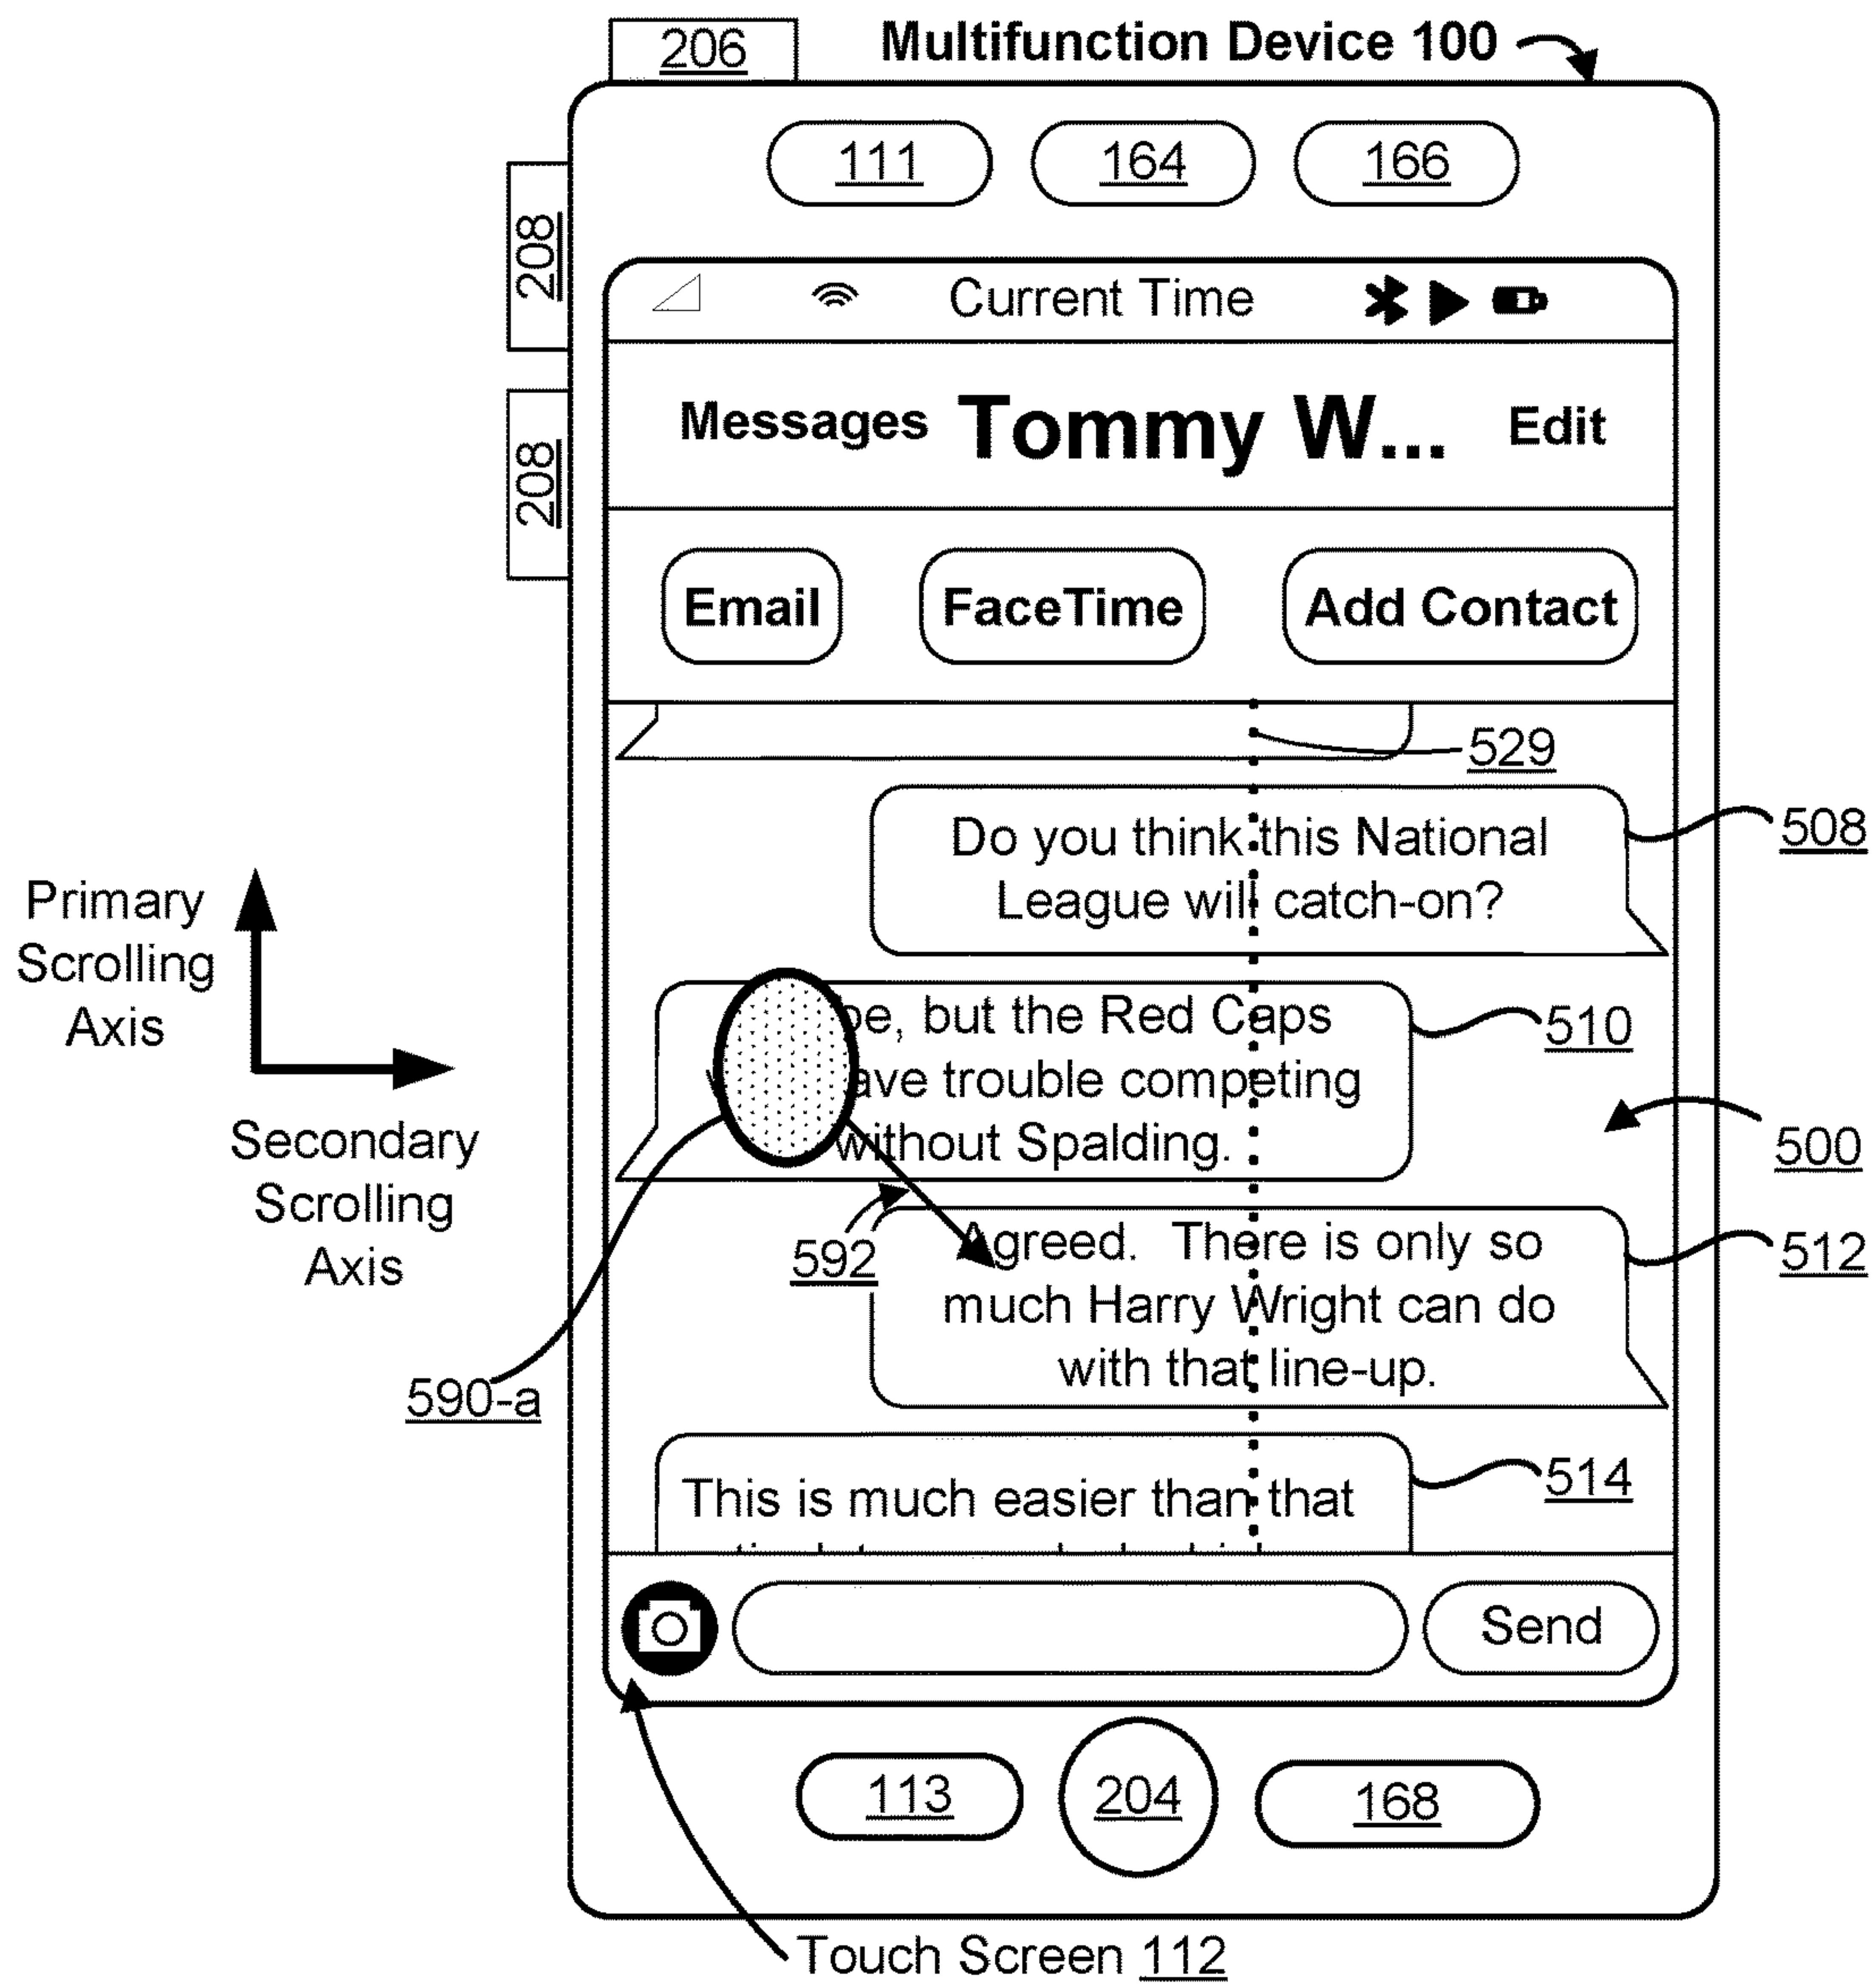 206
Multifunction Device 100
111
164
166
208
208
Current Time
Messages
Tommy W...
Edit
Email
FaceTime
Add Contact
529
Do you think this National
League will catch-on?
508
Primary
Scrolling
Axis
Secondary
Scrolling
Axis
be, but the Red Caps
ave trouble competing
without Spalding.
510
500
592
Agreed. There is only so
much Harry Wright can do
with that line-up.
512
590-a
This is much easier than that
514
Send
113
204
168
Touch Screen 112